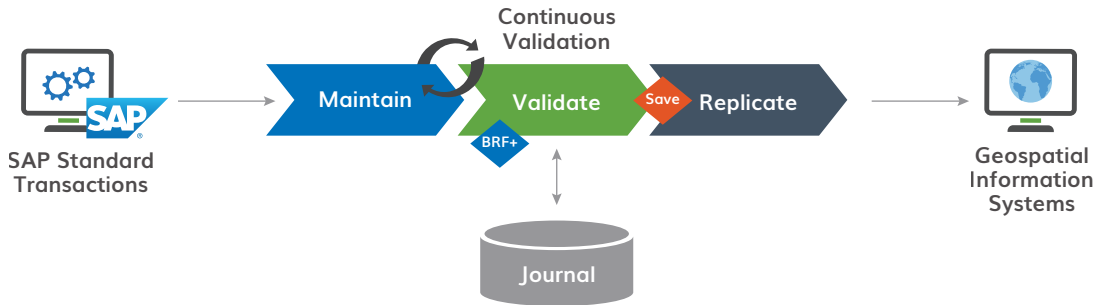 Continuous
Validation
SAP
®
SAP Standard
Transactions
Maintain
Validate
BRF+
Save
Replicate
Journal
Geospatial
Information
Systems